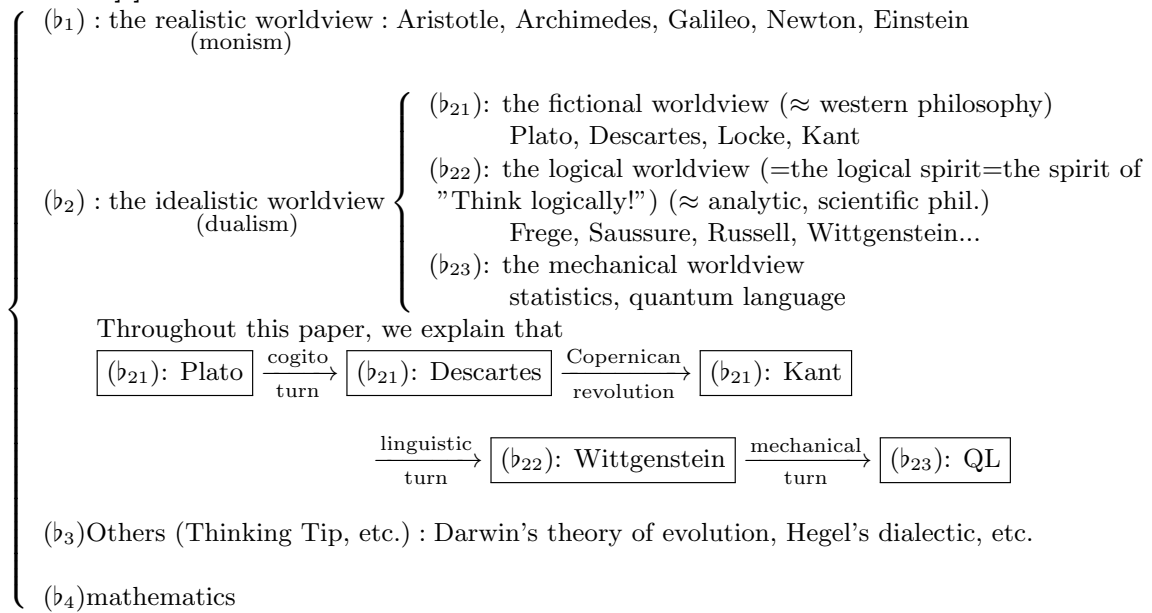 (♭₁) : the realistic worldview : Aristotle, Archimedes, Galileo, Newton, Einstein
(monism)
(♭₂₁): the fictional worldview (≈ western philosophy)
Plato, Descartes, Locke, Kant
(♭₂₂): the logical worldview (=the logical spirit=the spirit of
(♭₂) : the idealistic worldview
"Think logically!") (≈ analytic, scientific phil.)
(dualism)
Frege, Saussure, Russell, Wittgenstein...
(♭₂₃): the mechanical worldview
statistics, quantum language
Throughout this paper, we explain that
(♭₂₁): Plato cogito turn → (♭₂₁): Descartes Copernican revolution → (♭₂₁): Kant
linguistic turn → (♭₂₂): Wittgenstein mechanical turn → (♭₂₃): QL
(♭₃)Others (Thinking Tip, etc.) : Darwin's theory of evolution, Hegel's dialectic, etc.
(♭₄)mathematics